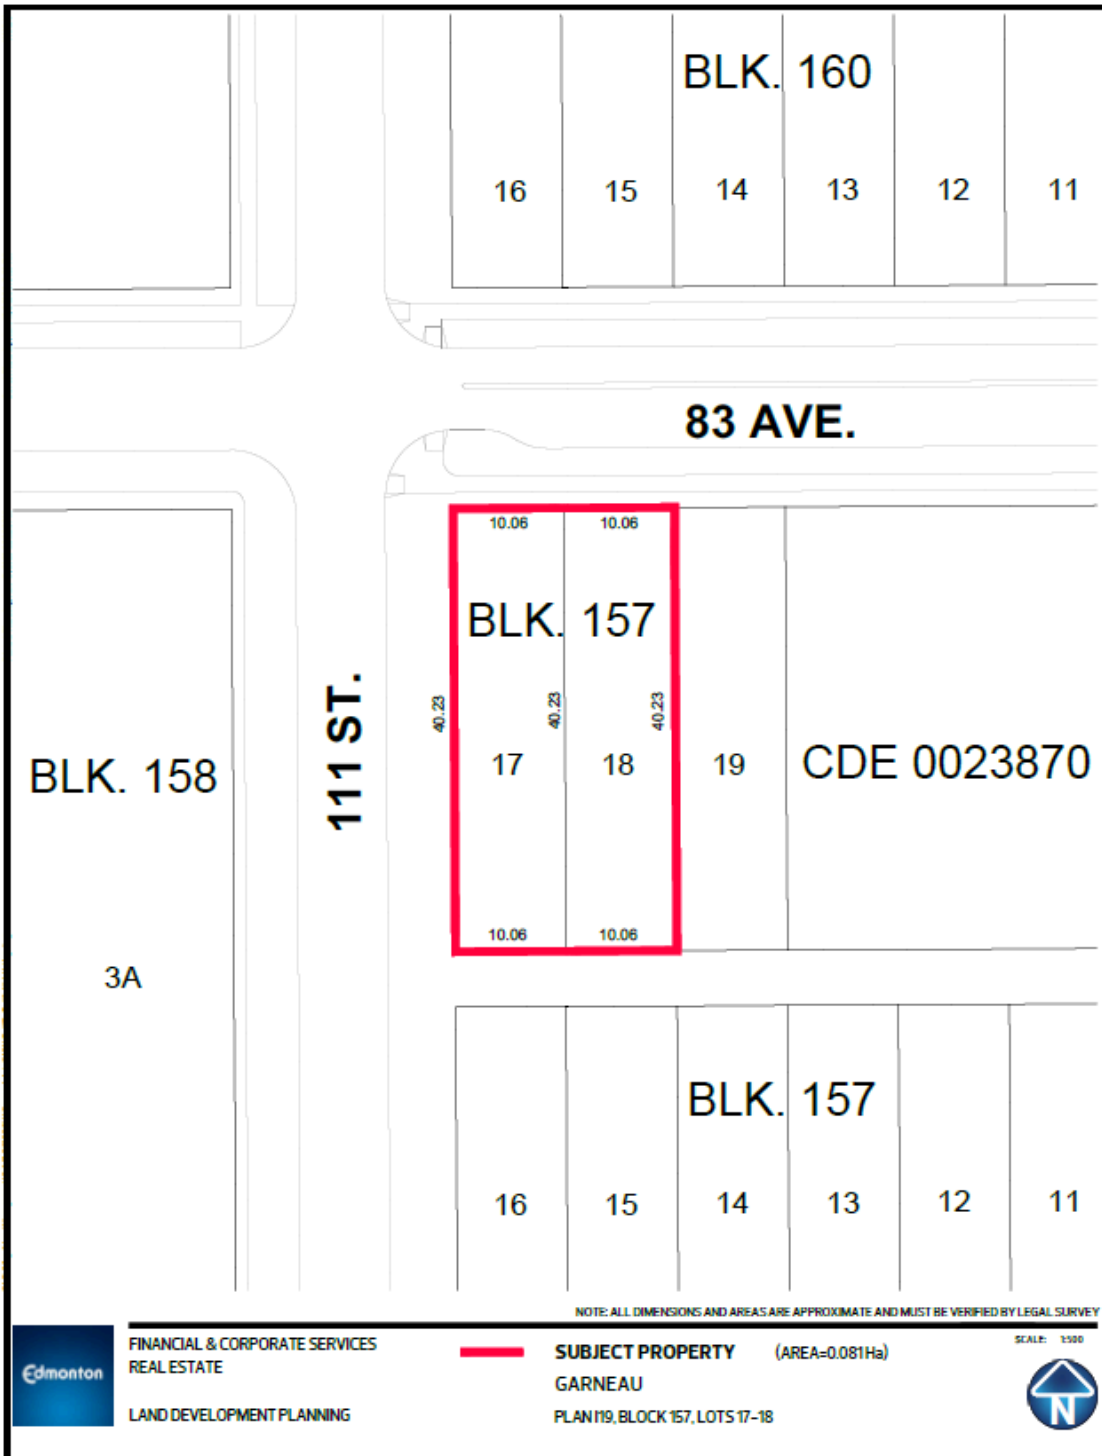 BLK. 160
16 15 14 13 12 11
83 AVE.
10.06 10.06
BLK. 157
111 ST.
40.23 40.23 40.23
BLK. 158
17 18 19 CDE 0023870
10.06 10.06
3A
BLK. 157
16 15 14 13 12 11
NOTE: ALL DIMENSIONS AND AREAS ARE APPROXIMATE AND MUST BE VERIFIED BY LEGAL SURVEY
Edmonton
FINANCIAL & CORPORATE SERVICES
REAL ESTATE
LAND DEVELOPMENT PLANNING
SUBJECT PROPERTY (AREA=0.081Ha)
GARNEAU
PLAN I19, BLOCK 157, LOTS 17-18
SCALE: 1:500
N